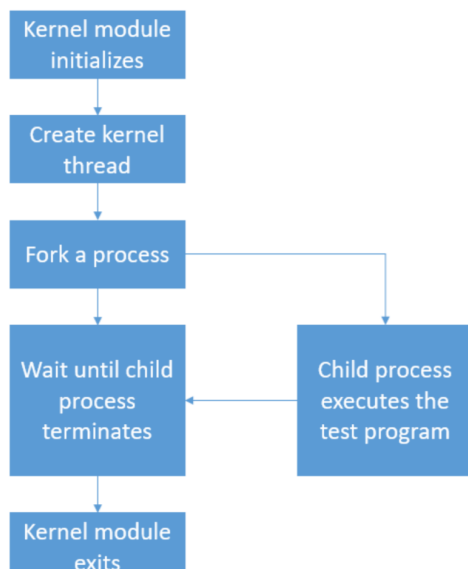 Kernel module
initializes
Create kernel
thread
Fork a process
Wait until child
process
terminates
Child process
executes the
test program
Kernel module
exits